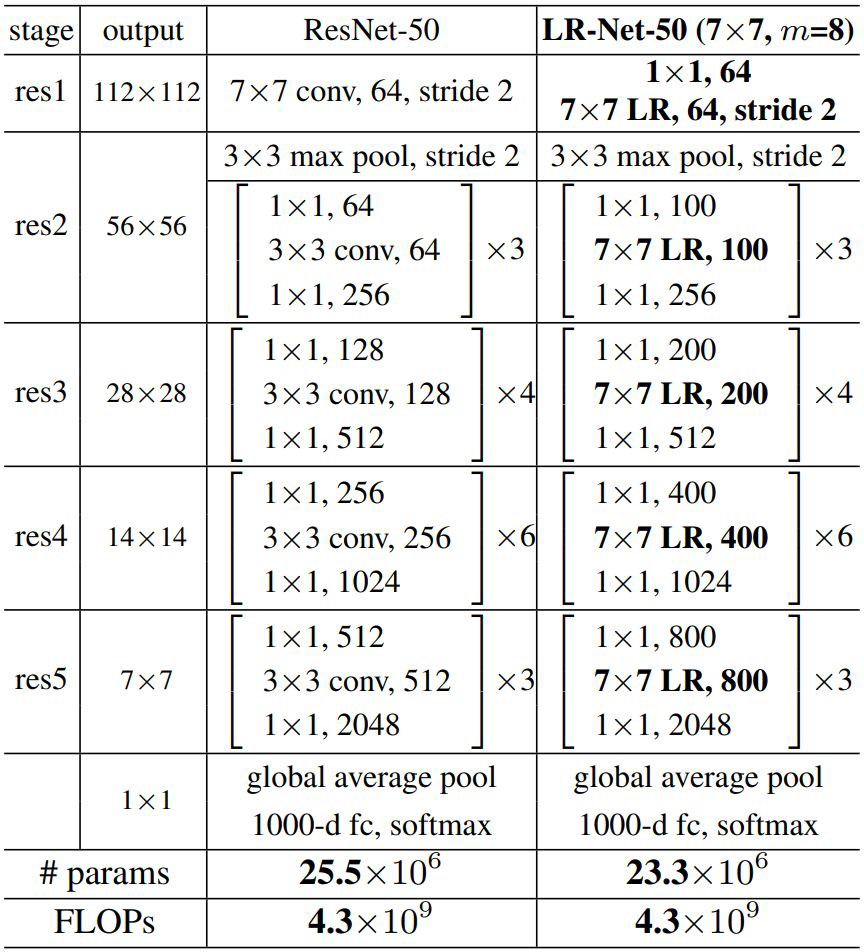 stage output ResNet-50 LR-Net-50 (7×7, m=8)
res1 112×112 7×7 conv, 64, stride 2 1×1, 64
7×7 LR, 64, stride 2
3×3 max pool, stride 2 3×3 max pool, stride 2
res2 56×56
1×1, 64
3×3 conv, 64
1×1, 256
×3
1×1, 100
7×7 LR, 100
1×1, 256
×3
res3 28×28
1×1, 128
3×3 conv, 128
1×1, 512
×4
1×1, 200
7×7 LR, 200
1×1, 512
×4
res4 14×14
1×1, 256
3×3 conv, 256
1×1, 1024
×6
1×1, 400
7×7 LR, 400
1×1, 1024
×6
res5 7×7
1×1, 512
3×3 conv, 512
1×1, 2048
×3
1×1, 800
7×7 LR, 800
1×1, 2048
×3
1×1
global average pool
1000-d fc, softmax
global average pool
1000-d fc, softmax
# params 25.5×10⁶ 23.3×10⁶
FLOPs 4.3×10⁹ 4.3×10⁹